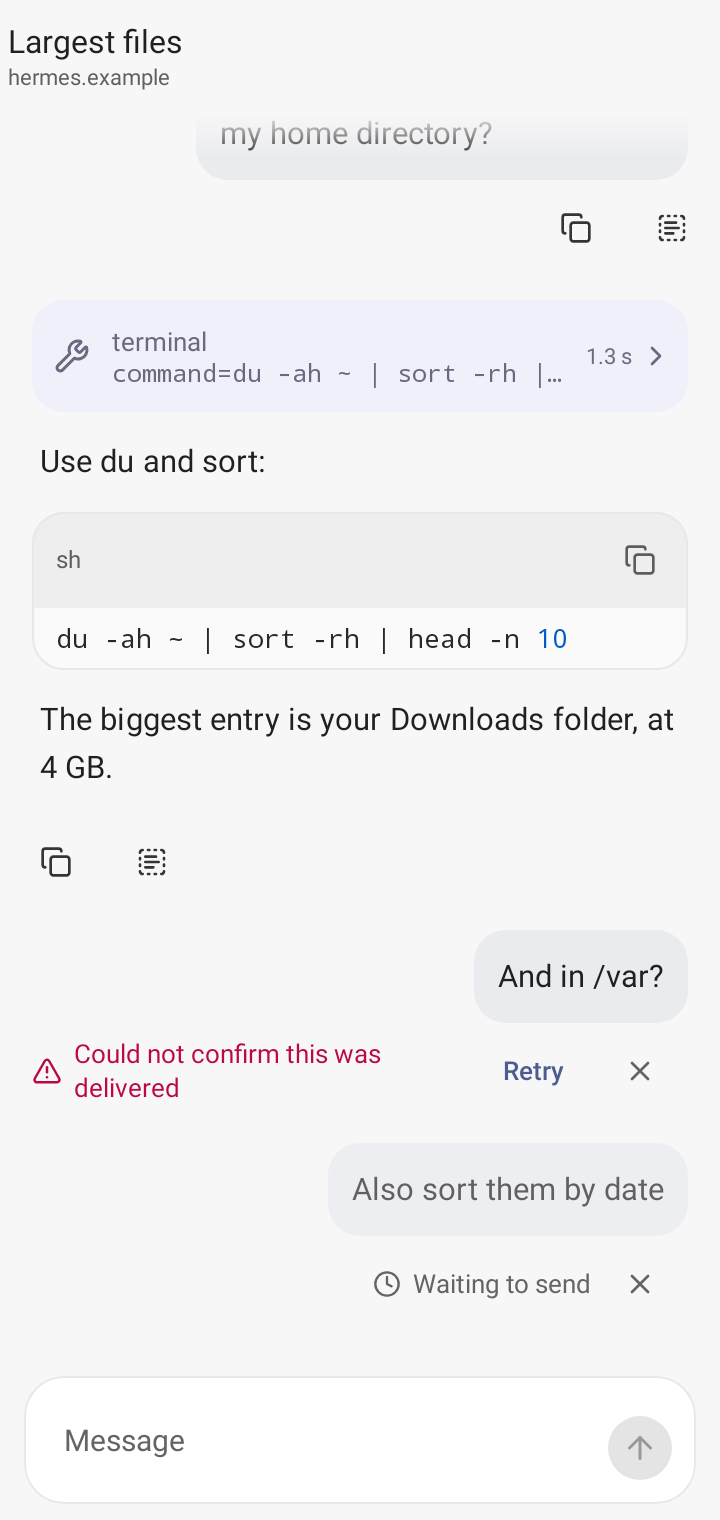 Largest files
hermes.example
my home directory?
terminal
command=du -ah ~ | sort -rh |…
1.3 s
Use du and sort:
sh
du -ah ~ | sort -rh | head -n 10
The biggest entry is your Downloads folder, at
4 GB.
And in /var?
Could not confirm this was
delivered
Retry
Also sort them by date
Waiting to send
Message